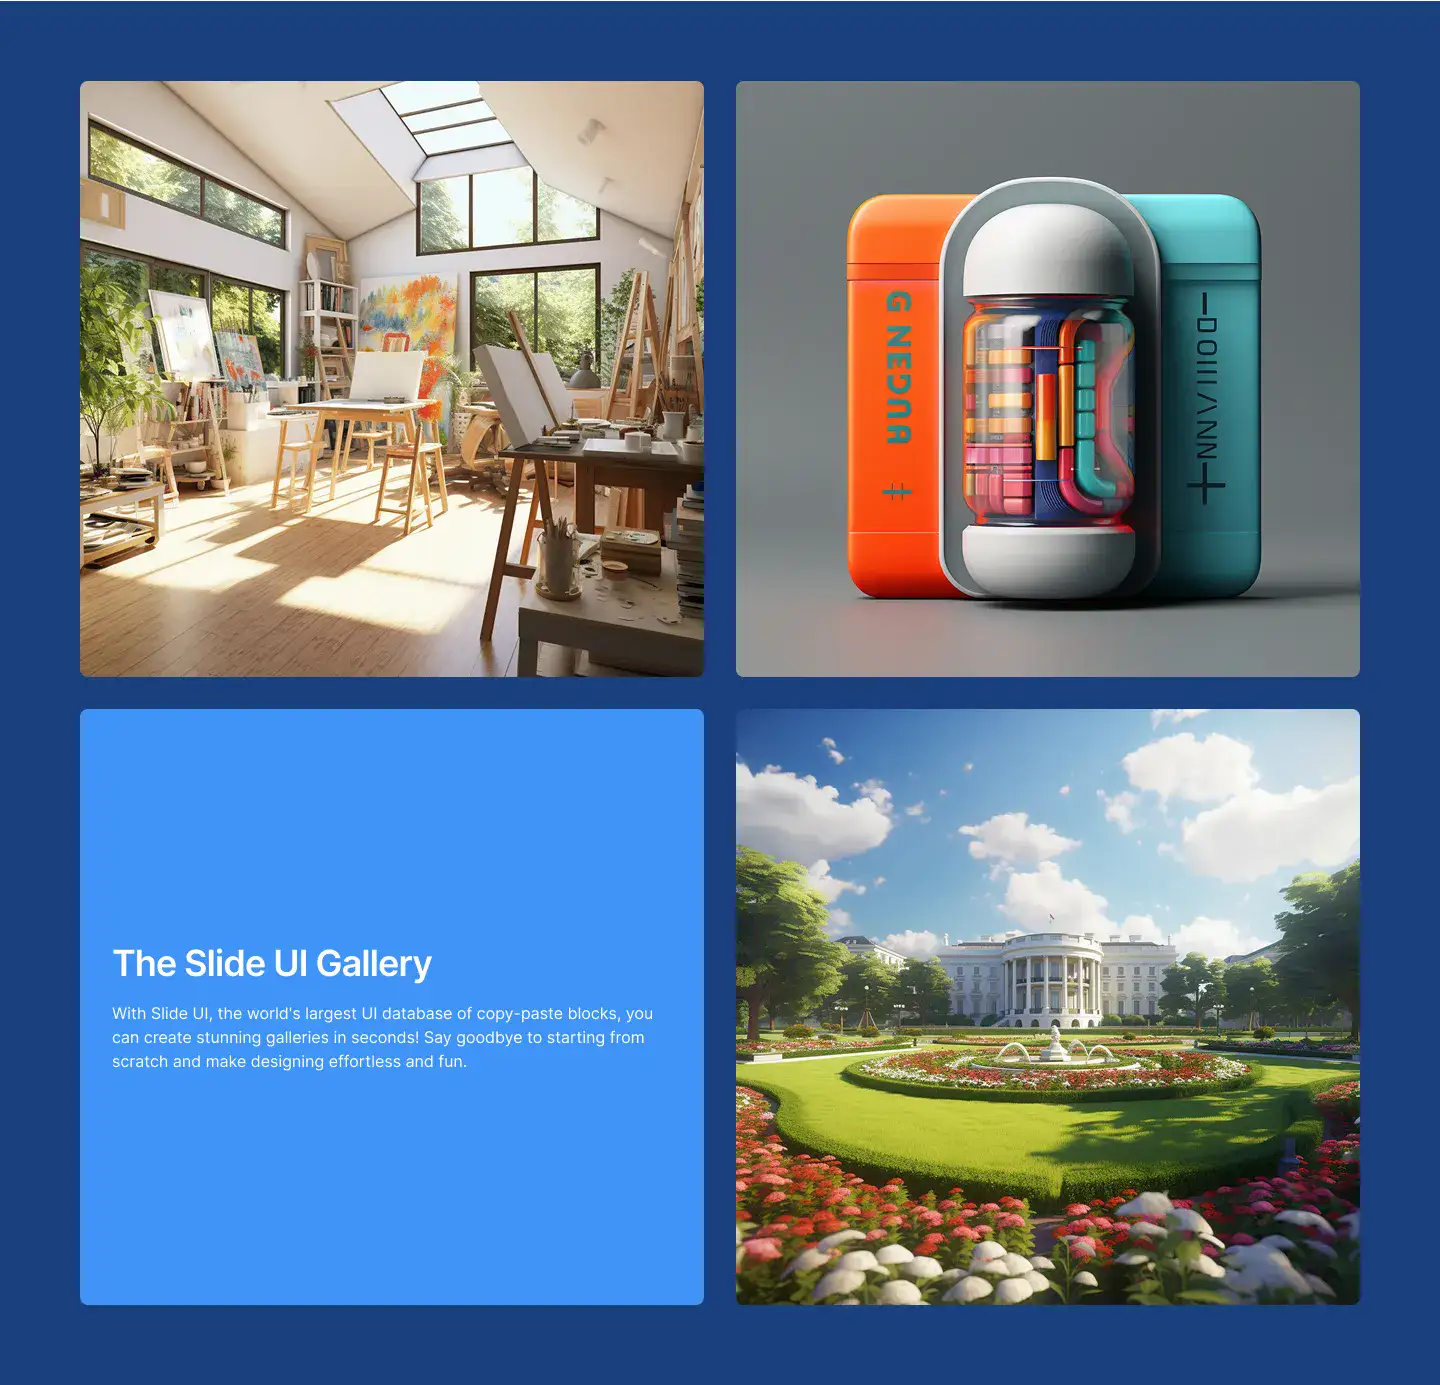 The Slide UI Gallery
With Slide UI, the world's largest UI database of copy-paste blocks, you
can create stunning galleries in seconds! Say goodbye to starting from
scratch and make designing effortless and fun.